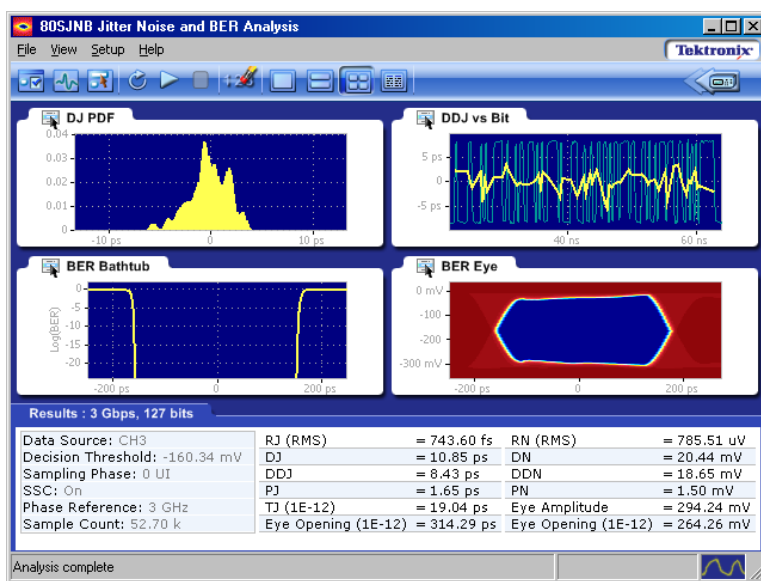 80SJNB Jitter Noise and BER Analysis
File View Setup Help
Tektronix
DJ PDF
0.04
0.03
0.02
0.01
0
-10 ps 0 10 ps
DDJ vs Bit
5 ps
0
-5 ps
40 ns 60 ns
BER Bathtub
Log(BER)
0
-5
-10
-15
-20
-200 ps 0 200 ps
BER Eye
0 mV
-100
-200
-300 mV
-200 ps 0 200 ps
Results : 3 Gbps, 127 bits
Data Source: CH3
Decision Threshold: -160.34 mV
Sampling Phase: 0 UI
SSC: On
Phase Reference: 3 GHz
Sample Count: 52.70 k
RJ (RMS) = 743.60 fs
DJ = 10.85 ps
DDJ = 8.43 ps
PJ = 1.65 ps
TJ (1E-12) = 19.04 ps
Eye Opening (1E-12) = 314.29 ps
RN (RMS) = 785.51 uV
DN = 20.44 mV
DDN = 18.65 mV
PN = 1.50 mV
Eye Amplitude = 294.24 mV
Eye Opening (1E-12) = 264.26 mV
Analysis complete